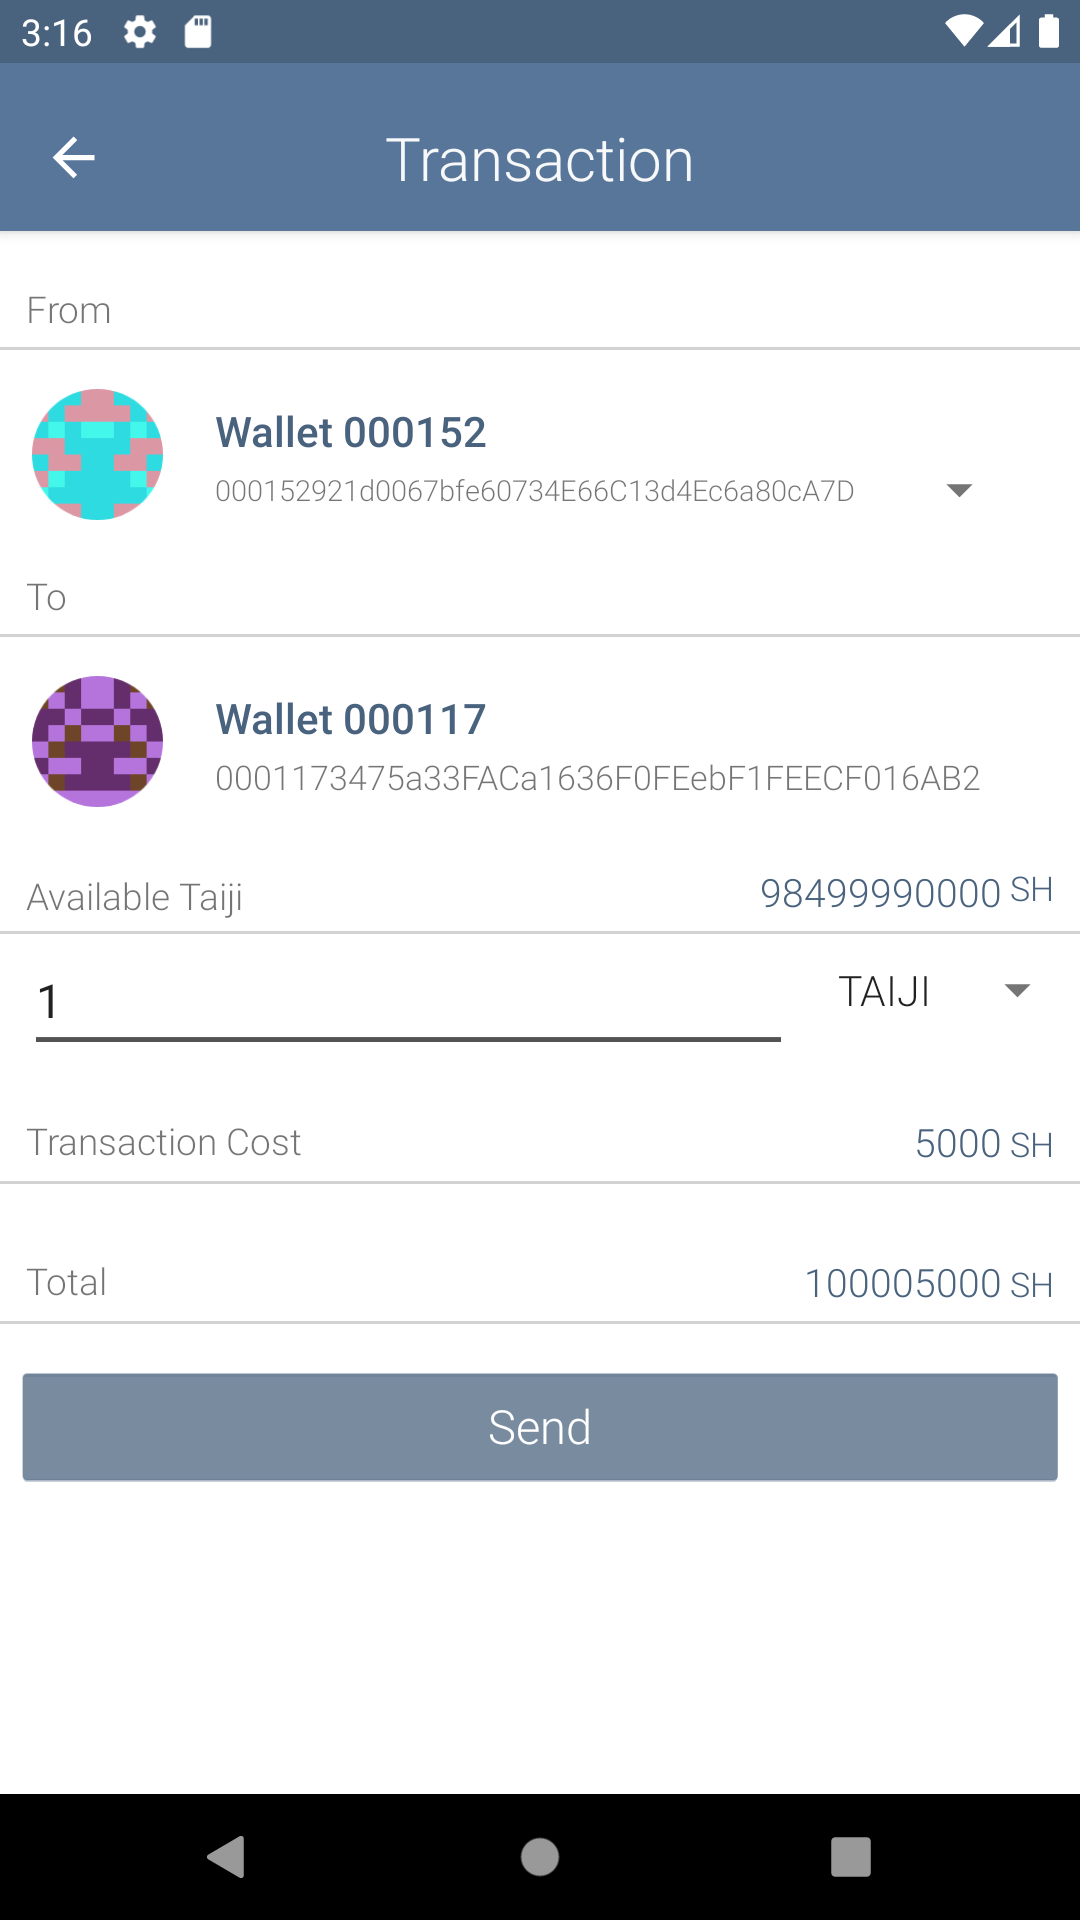 3:16
Transaction
From
Wallet 000152
000152921d0067bfe60734E66C13d4Ec6a80cA7D
To
Wallet 000117
0001173475a33FACa1636F0FEebF1FEECF016AB2
Available Taiji 98499990000 SH
1 TAIJI
Transaction Cost 5000 SH
Total 100005000 SH
Send